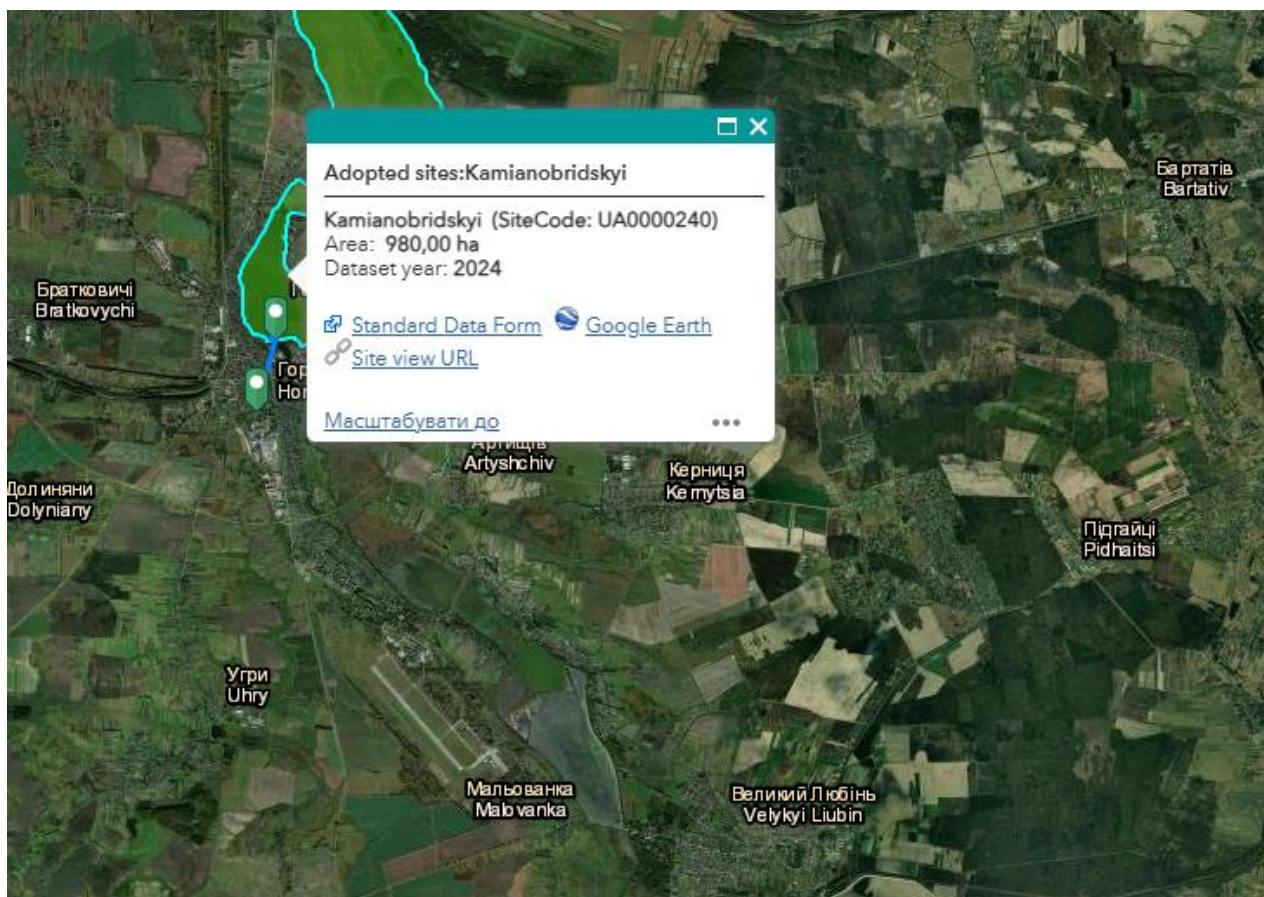 Adopted sites:Kamianobridskyi
Kamianobridskyi (SiteCode: UA0000240)
Area: 980,00 ha
Dataset year: 2024
Standard Data Form Google Earth
Site view URL
Масштабувати до
Бартатів
Bartativ
Братковичі
Bratkovychi
Гор
Hor
Артищів
Artyshchiv
Керниця
Kernytsia
Долиняни
Dolyniany
Підгайці
Pidhaitsi
Угри
Uhry
Мальованка
Malovanka
Великий Любінь
Velykyi Liubin